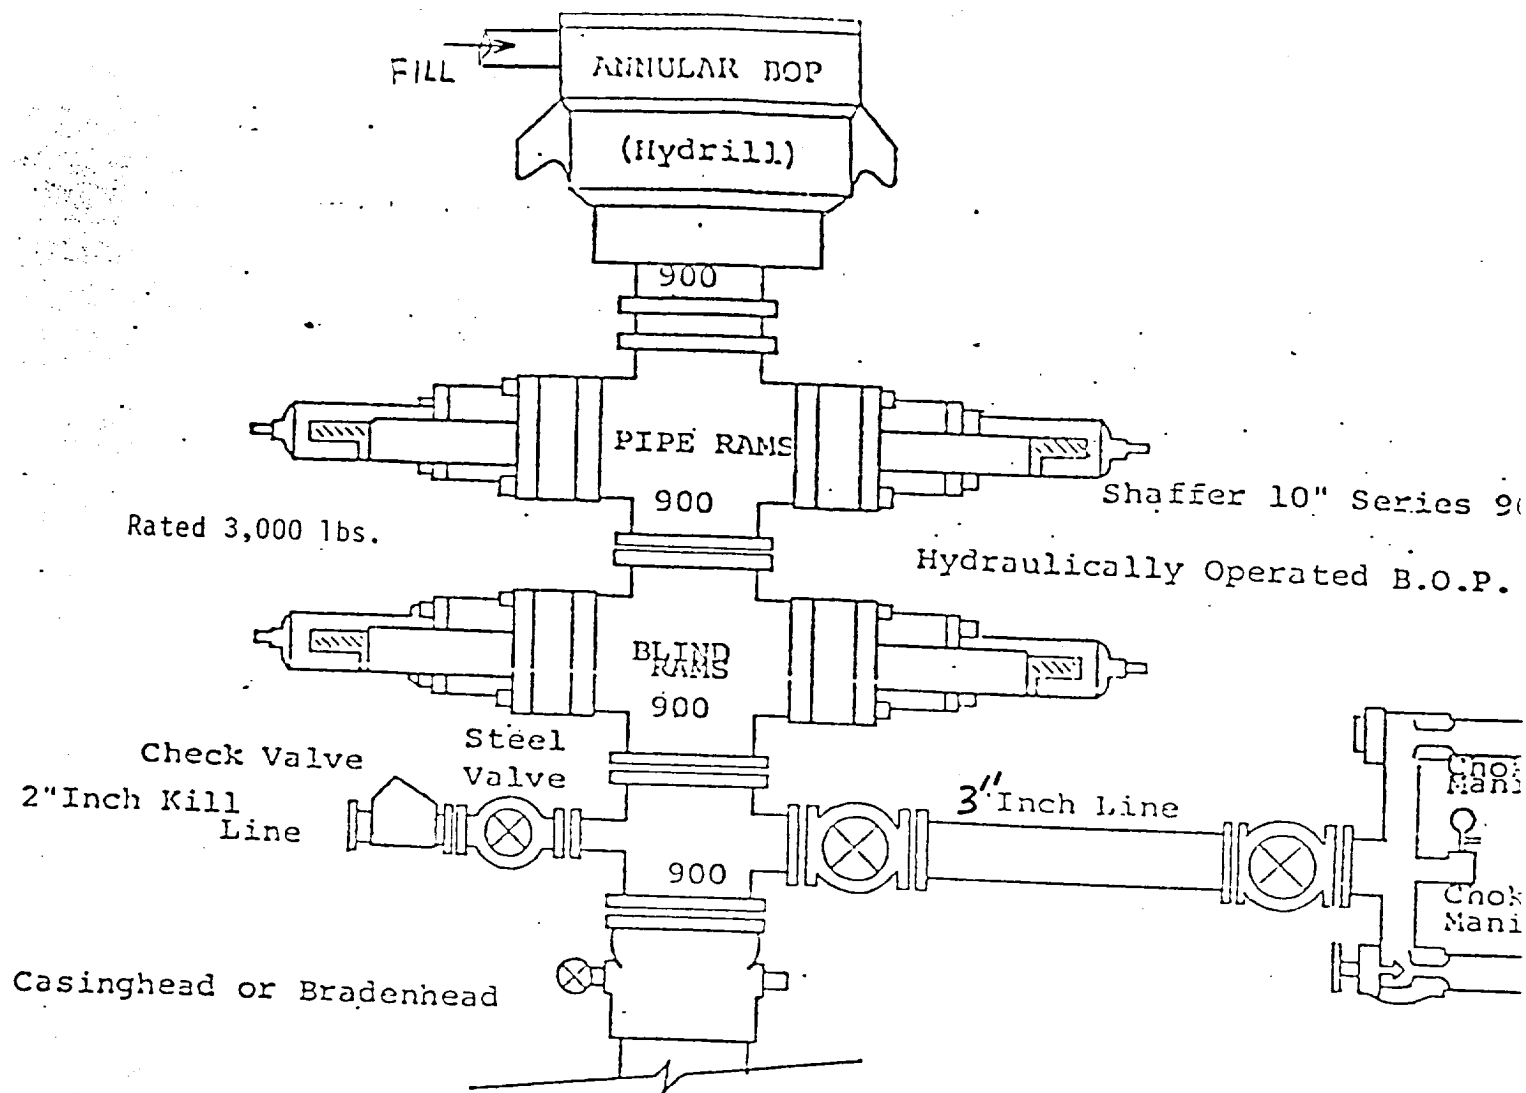 FILL
ANNULAR BOP
(Hydrill)
900
PIPE RAMS
900
Shaffer 10" Series
Rated 3,000 lbs.
Hydraulically Operated B.O.P.
BLIND
RAMS
900
Check Valve
Steel
Valve
2"Inch Kill
Line
3"Inch Line
900
Casinghead or Bradenhead